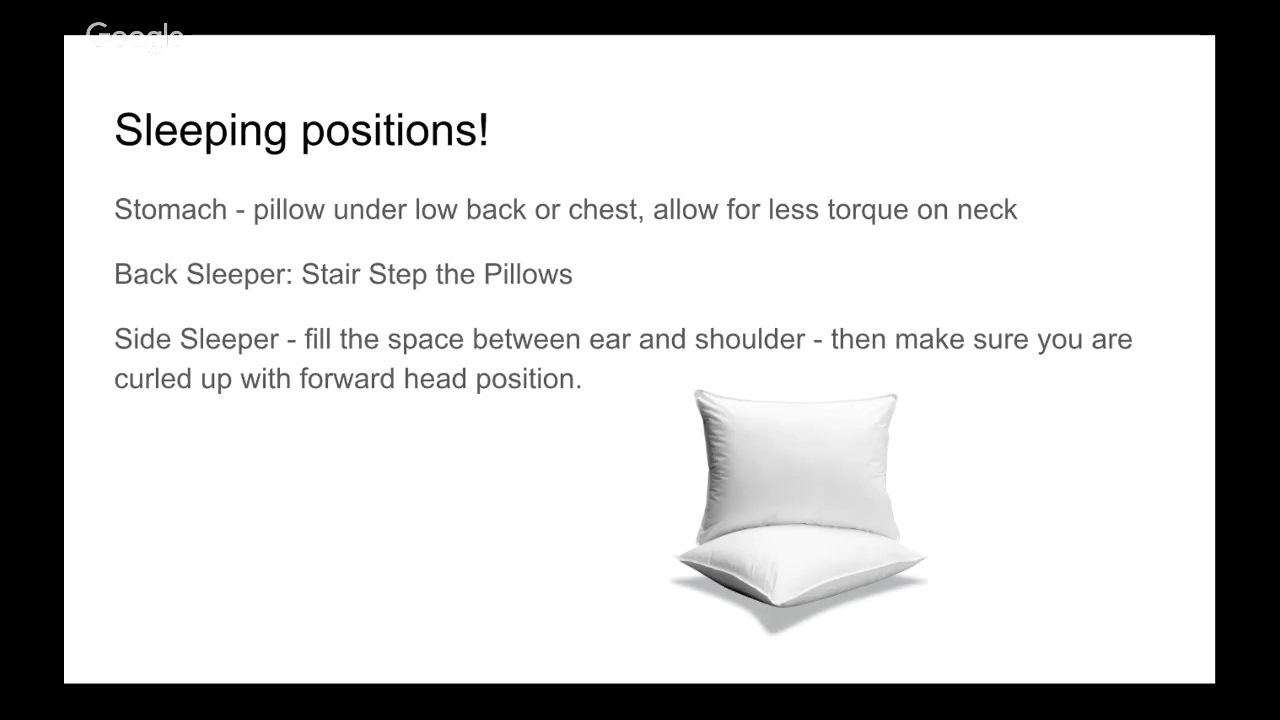 Google
Sleeping positions!
Stomach - pillow under low back or chest, allow for less torque on neck
Back Sleeper: Stair Step the Pillows
Side Sleeper - fill the space between ear and shoulder - then make sure you are
curled up with forward head position.